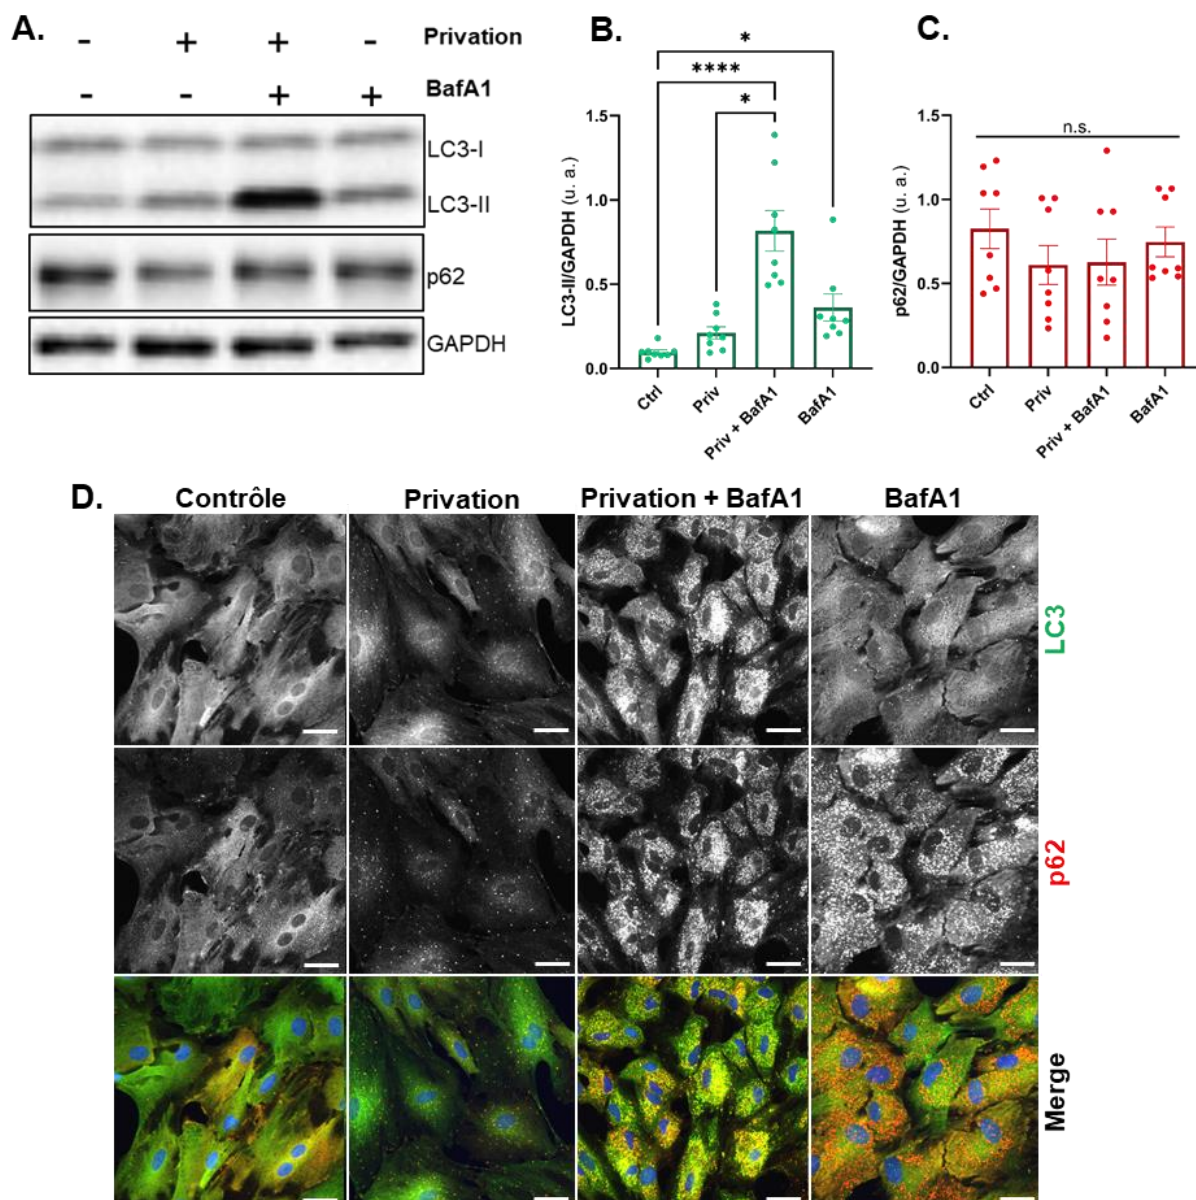 A.
- + + - Privation
- - + + BafA1
LC3-I
LC3-II
p62
GAPDH
B.
*
****
*
1.5
1.0
0.5
0.0
LC3-II/GAPDH (u. a.)
Ctrl
Priv
Priv + BafA1
BafA1
C.
n.s.
1.5
1.0
0.5
0.0
p62/GAPDH (u. a.)
Ctrl
Priv
Priv + BafA1
BafA1
D.
Contrôle Privation Privation + BafA1 BafA1
LC3
p62
Merge